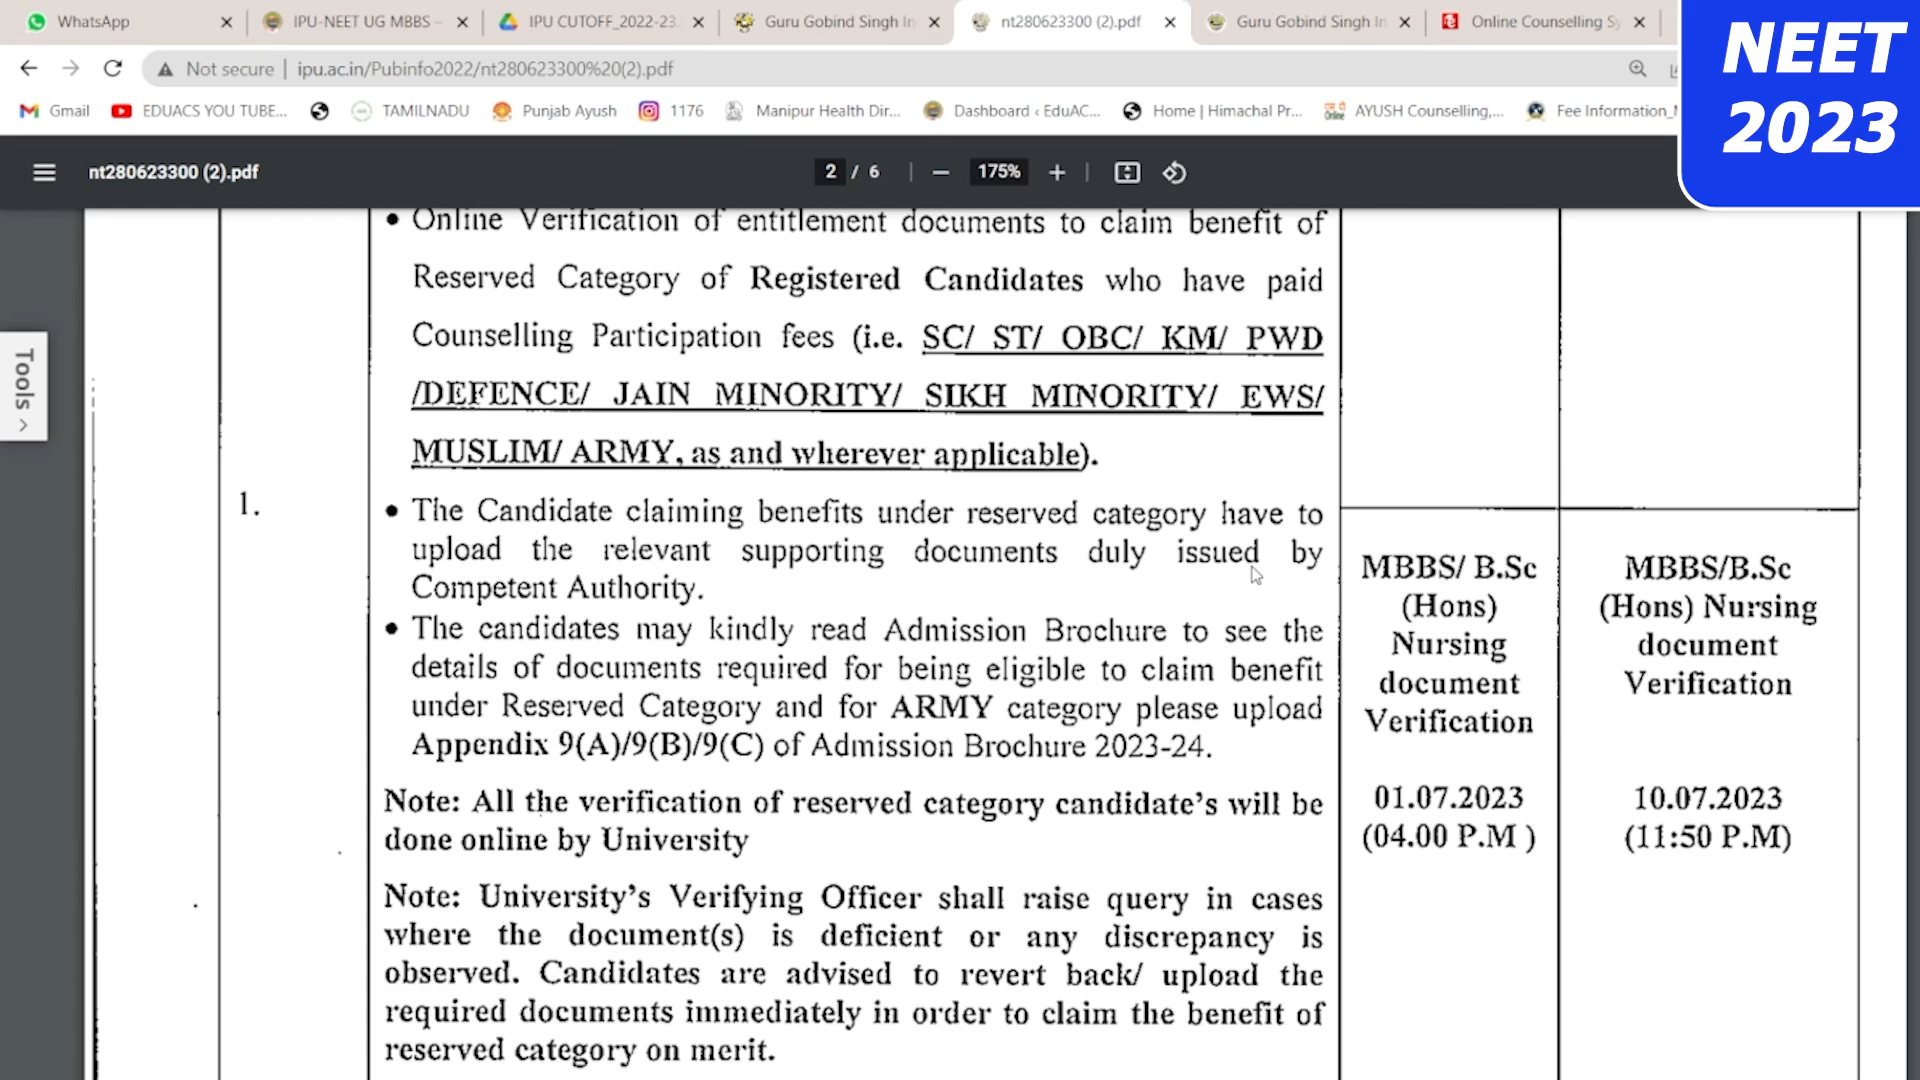 WhatsApp
IPU-NEET UG MBBS –
IPU CUTOFF_2022-23.
Guru Gobind Singh In
nt280623300 (2).pdf
Guru Gobind Singh In
Online Counselling Sy
NEET
2023
Not secure
ipu.ac.in/Pubinfo2022/nt280623300%20(2).pdf
Gmail
EDUACS YOU TUBE...
TAMILNADU
Punjab Ayush
1176
Manipur Health Dir...
Dashboard ‹ EduAC...
Home | Himachal Pr...
AYUSH Counselling,...
Fee Information_
nt280623300 (2).pdf
2 / 6
175%
Tools
• Online Verification of entitlement documents to claim benefit of
Reserved Category of Registered Candidates who have paid
Counselling Participation fees (i.e. SC/ ST/ OBC/ KM/ PWD
/DEFENCE/ JAIN MINORITY/ SIKH MINORITY/ EWS/
MUSLIM/ ARMY, as and wherever applicable).
1.
• The Candidate claiming benefits under reserved category have to
upload the relevant supporting documents duly issued by
Competent Authority.
• The candidates may kindly read Admission Brochure to see the
details of documents required for being eligible to claim benefit
under Reserved Category and for ARMY category please upload
Appendix 9(A)/9(B)/9(C) of Admission Brochure 2023-24.
Note: All the verification of reserved category candidate's will be
done online by University
Note: University's Verifying Officer shall raise query in cases
where the document(s) is deficient or any discrepancy is
observed. Candidates are advised to revert back/ upload the
required documents immediately in order to claim the benefit of
reserved category on merit.
MBBS/ B.Sc
(Hons)
Nursing
document
Verification
01.07.2023
(04.00 P.M )
MBBS/B.Sc
(Hons) Nursing
document
Verification
10.07.2023
(11:50 P.M)